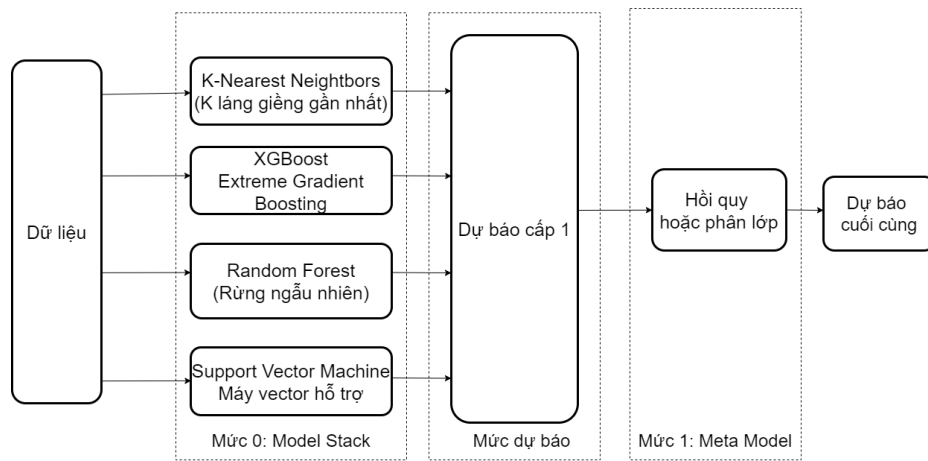 Dữ liệu
K-Nearest Neightbors
(K láng giềng gần nhất)
XGBoost
Extreme Gradient
Boosting
Random Forest
(Rừng ngẫu nhiên)
Support Vector Machine
Máy vector hỗ trợ
Mức 0: Model Stack
Dự báo cấp 1
Mức dự báo
Hồi quy
hoặc phân lớp
Mức 1: Meta Model
Dự báo
cuối cùng